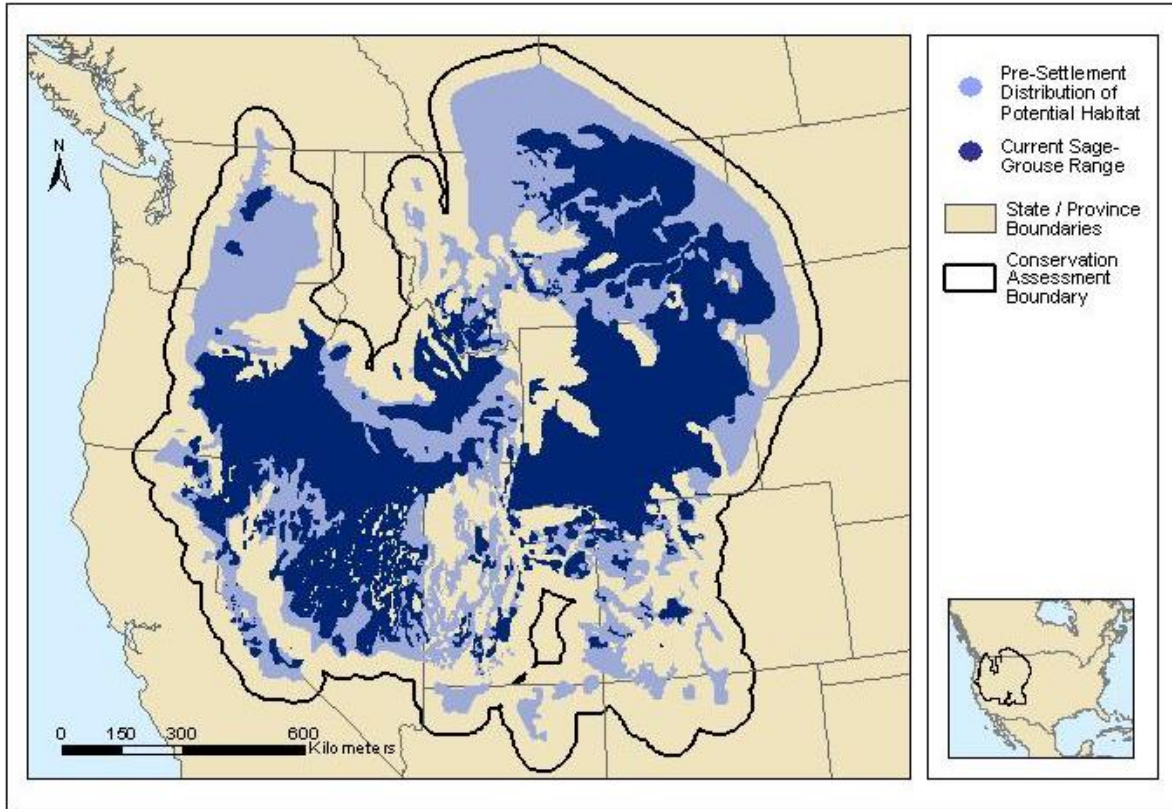 N
0 150 300 600
Kilometers
Pre-Settlement
Distribution of
Potential Habitat
Current Sage-
Grouse Range
State / Province
Boundaries
Conservation
Assessment
Boundary